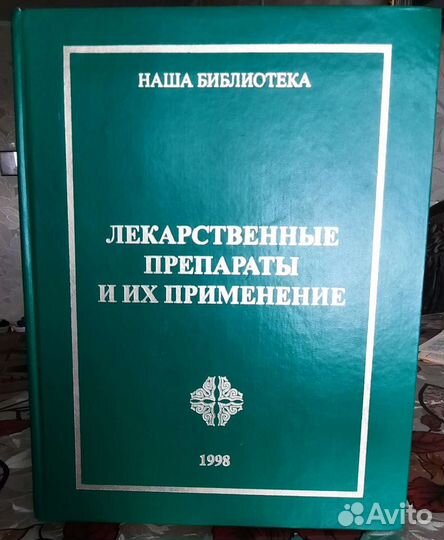 НАША БИБЛИОТЕКА
ЛЕКАРСТВЕННЫЕ
ПРЕПАРАТЫ
И ИХ ПРИМЕНЕНИЕ
1998
Avito